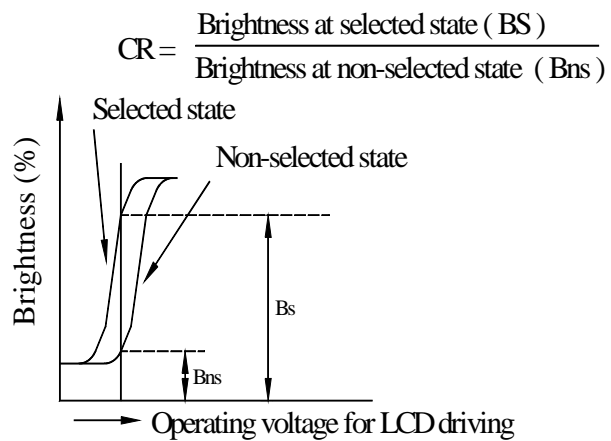 CR = Brightness at selected state ( BS )
Brightness at non-selected state ( Bns )
Selected state
Non-selected state
Brightness (%)
Bs
Bns
Operating voltage for LCD driving